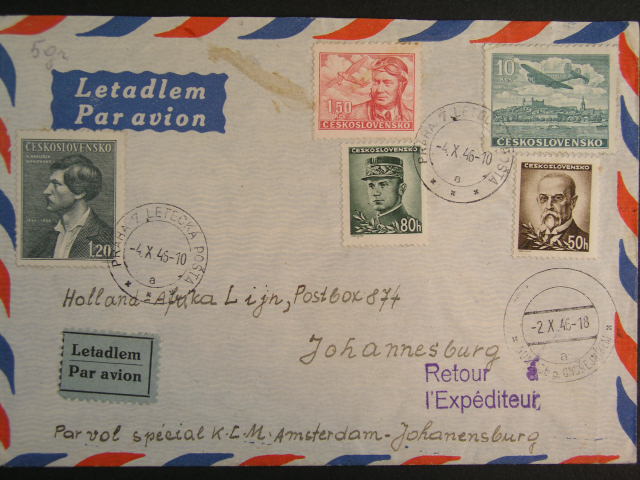 50
Letadlem
Par avion
1.50
ČESKOSLOVENSKO
10
ČESKOSLOVENSKO
ČESKOSLOVENSKO
1.20
ČESKOSLOVENSKO
80h
ČESKOSLOVENSKO
50h
PRAHA 7 LETECKÁ POŠTA
-4.X.46-10
a
PRAHA 7 LETECKÁ POŠTA
-4.X.46-10
a
-2.X.46-18
a
Holland-Afrika Lijn, Postbox 874
Johannesburg
Letadlem
Par avion
Retour à
l'Expéditeur,
Par vol spécial K.L.M. Amsterdam-Johanensburg